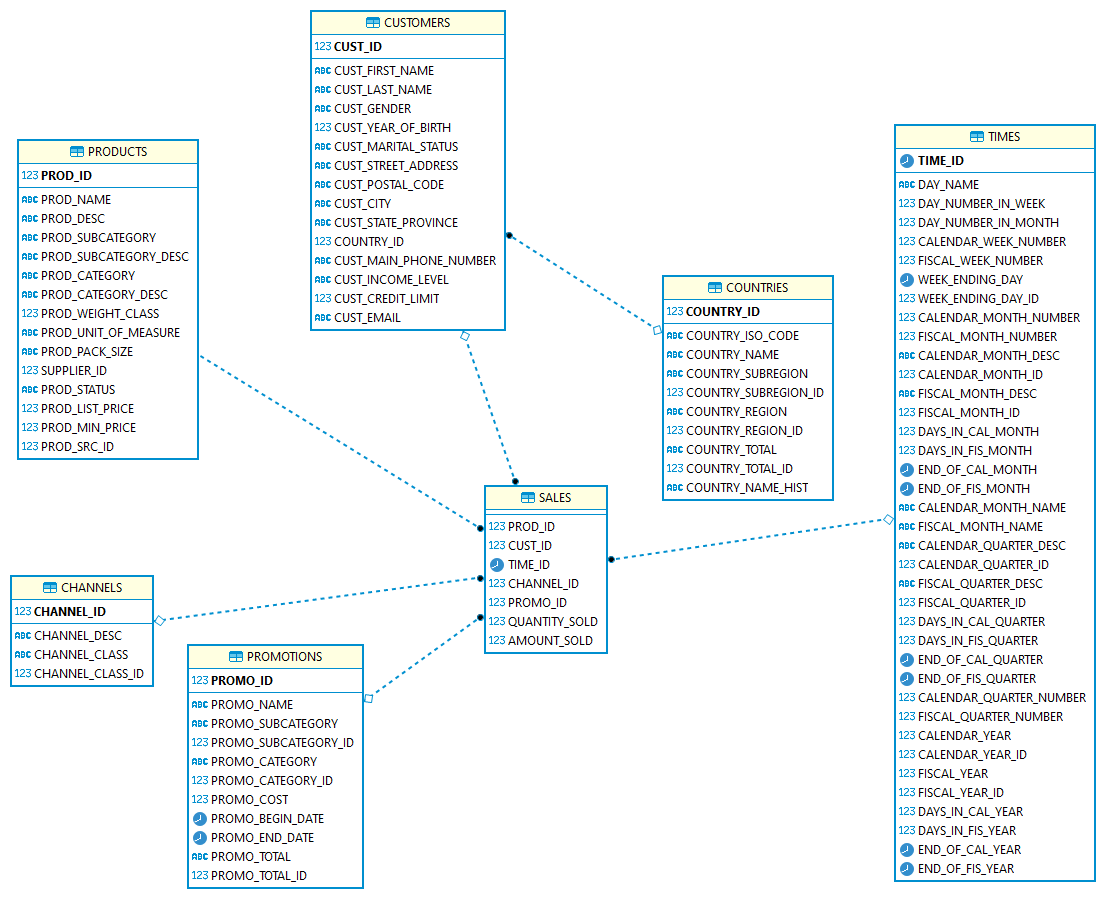 CUSTOMERS
123 CUST_ID
ABC CUST_FIRST_NAME
ABC CUST_LAST_NAME
ABC CUST_GENDER
123 CUST_YEAR_OF_BIRTH
ABC CUST_MARITAL_STATUS
ABC CUST_STREET_ADDRESS
ABC CUST_POSTAL_CODE
ABC CUST_CITY
ABC CUST_STATE_PROVINCE
123 COUNTRY_ID
ABC CUST_MAIN_PHONE_NUMBER
ABC CUST_INCOME_LEVEL
123 CUST_CREDIT_LIMIT
ABC CUST_EMAIL
PRODUCTS
123 PROD_ID
ABC PROD_NAME
ABC PROD_DESC
ABC PROD_SUBCATEGORY
ABC PROD_SUBCATEGORY_DESC
ABC PROD_CATEGORY
ABC PROD_CATEGORY_DESC
123 PROD_WEIGHT_CLASS
ABC PROD_UNIT_OF_MEASURE
ABC PROD_PACK_SIZE
123 SUPPLIER_ID
ABC PROD_STATUS
123 PROD_LIST_PRICE
123 PROD_MIN_PRICE
123 PROD_SRC_ID
COUNTRIES
123 COUNTRY_ID
ABC COUNTRY_ISO_CODE
ABC COUNTRY_NAME
ABC COUNTRY_SUBREGION
123 COUNTRY_SUBREGION_ID
ABC COUNTRY_REGION
123 COUNTRY_REGION_ID
ABC COUNTRY_TOTAL
123 COUNTRY_TOTAL_ID
ABC COUNTRY_NAME_HIST
TIMES
TIME_ID
ABC DAY_NAME
123 DAY_NUMBER_IN_WEEK
123 DAY_NUMBER_IN_MONTH
123 CALENDAR_WEEK_NUMBER
123 FISCAL_WEEK_NUMBER
WEEK_ENDING_DAY
123 WEEK_ENDING_DAY_ID
123 CALENDAR_MONTH_NUMBER
123 FISCAL_MONTH_NUMBER
ABC CALENDAR_MONTH_DESC
123 CALENDAR_MONTH_ID
ABC FISCAL_MONTH_DESC
123 FISCAL_MONTH_ID
123 DAYS_IN_CAL_MONTH
123 DAYS_IN_FIS_MONTH
END_OF_CAL_MONTH
END_OF_FIS_MONTH
ABC CALENDAR_MONTH_NAME
ABC FISCAL_MONTH_NAME
ABC CALENDAR_QUARTER_DESC
123 CALENDAR_QUARTER_ID
ABC FISCAL_QUARTER_DESC
123 FISCAL_QUARTER_ID
123 DAYS_IN_CAL_QUARTER
123 DAYS_IN_FIS_QUARTER
END_OF_CAL_QUARTER
END_OF_FIS_QUARTER
123 CALENDAR_QUARTER_NUMBER
123 FISCAL_QUARTER_NUMBER
123 CALENDAR_YEAR
123 CALENDAR_YEAR_ID
123 FISCAL_YEAR
123 FISCAL_YEAR_ID
123 DAYS_IN_CAL_YEAR
123 DAYS_IN_FIS_YEAR
END_OF_CAL_YEAR
END_OF_FIS_YEAR
SALES
123 PROD_ID
123 CUST_ID
TIME_ID
123 CHANNEL_ID
123 PROMO_ID
123 QUANTITY_SOLD
123 AMOUNT_SOLD
CHANNELS
123 CHANNEL_ID
ABC CHANNEL_DESC
ABC CHANNEL_CLASS
123 CHANNEL_CLASS_ID
PROMOTIONS
123 PROMO_ID
ABC PROMO_NAME
ABC PROMO_SUBCATEGORY
123 PROMO_SUBCATEGORY_ID
ABC PROMO_CATEGORY
123 PROMO_CATEGORY_ID
123 PROMO_COST
PROMO_BEGIN_DATE
PROMO_END_DATE
ABC PROMO_TOTAL
123 PROMO_TOTAL_ID